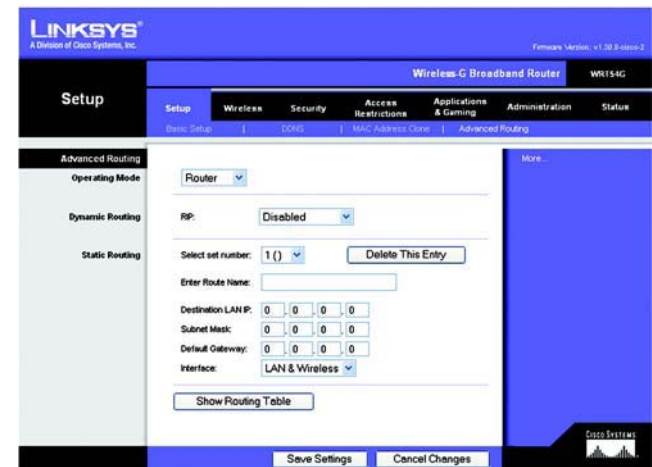 LINKSYS®
A Division of Cisco Systems, Inc.
Firmware Version: v1.30.0-cisco-2
Wireless-G Broadband Router WRT54G
Setup
Setup Wireless Security Access Restrictions Applications & Gaming Administration Status
Basic Setup | DDNS | MAC Address Clone | Advanced Routing
Advanced Routing
More...
Operating Mode Router
Dynamic Routing RIP: Disabled
Static Routing Select set number: 1 () Delete This Entry
Enter Route Name:
Destination LAN IP: 0 . 0 . 0 . 0
Subnet Mask: 0 . 0 . 0 . 0
Default Gateway: 0 . 0 . 0 . 0
Interface: LAN & Wireless
Show Routing Table
CISCO SYSTEMS
Save Settings Cancel Changes